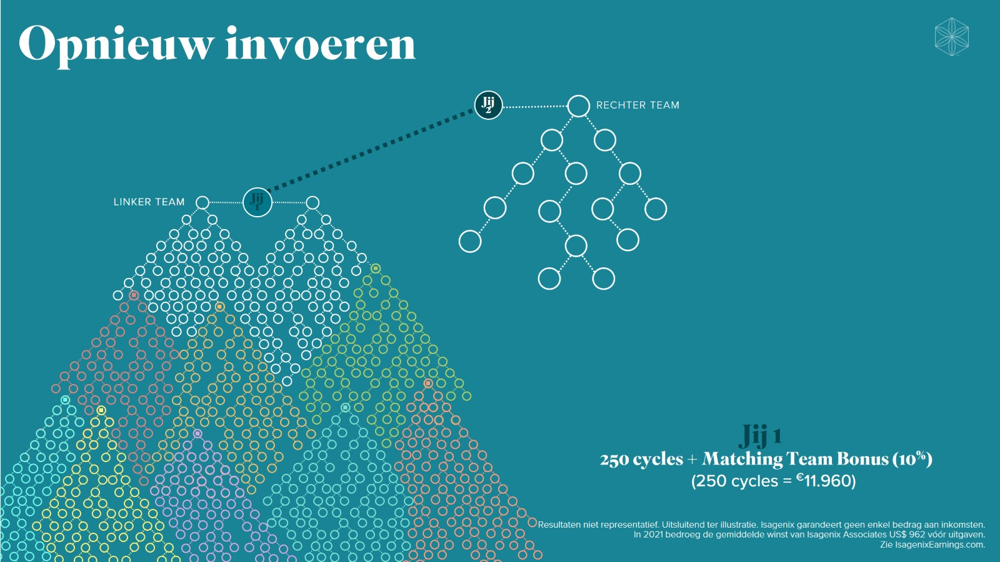 Opnieuw invoeren
Jij
2
RECHTER TEAM
LINKER TEAM
Jij
1
Jij 1
250 cycles + Matching Team Bonus (10%)
(250 cycles = €11.960)
Resultaten niet representatief. Uitsluitend ter illustratie. Isagenix garandeert geen enkel bedrag aan inkomsten.
In 2021 bedroeg de gemiddelde winst van Isagenix Associates US$ 962 vóór uitgaven.
Zie IsagenixEarnings.com.